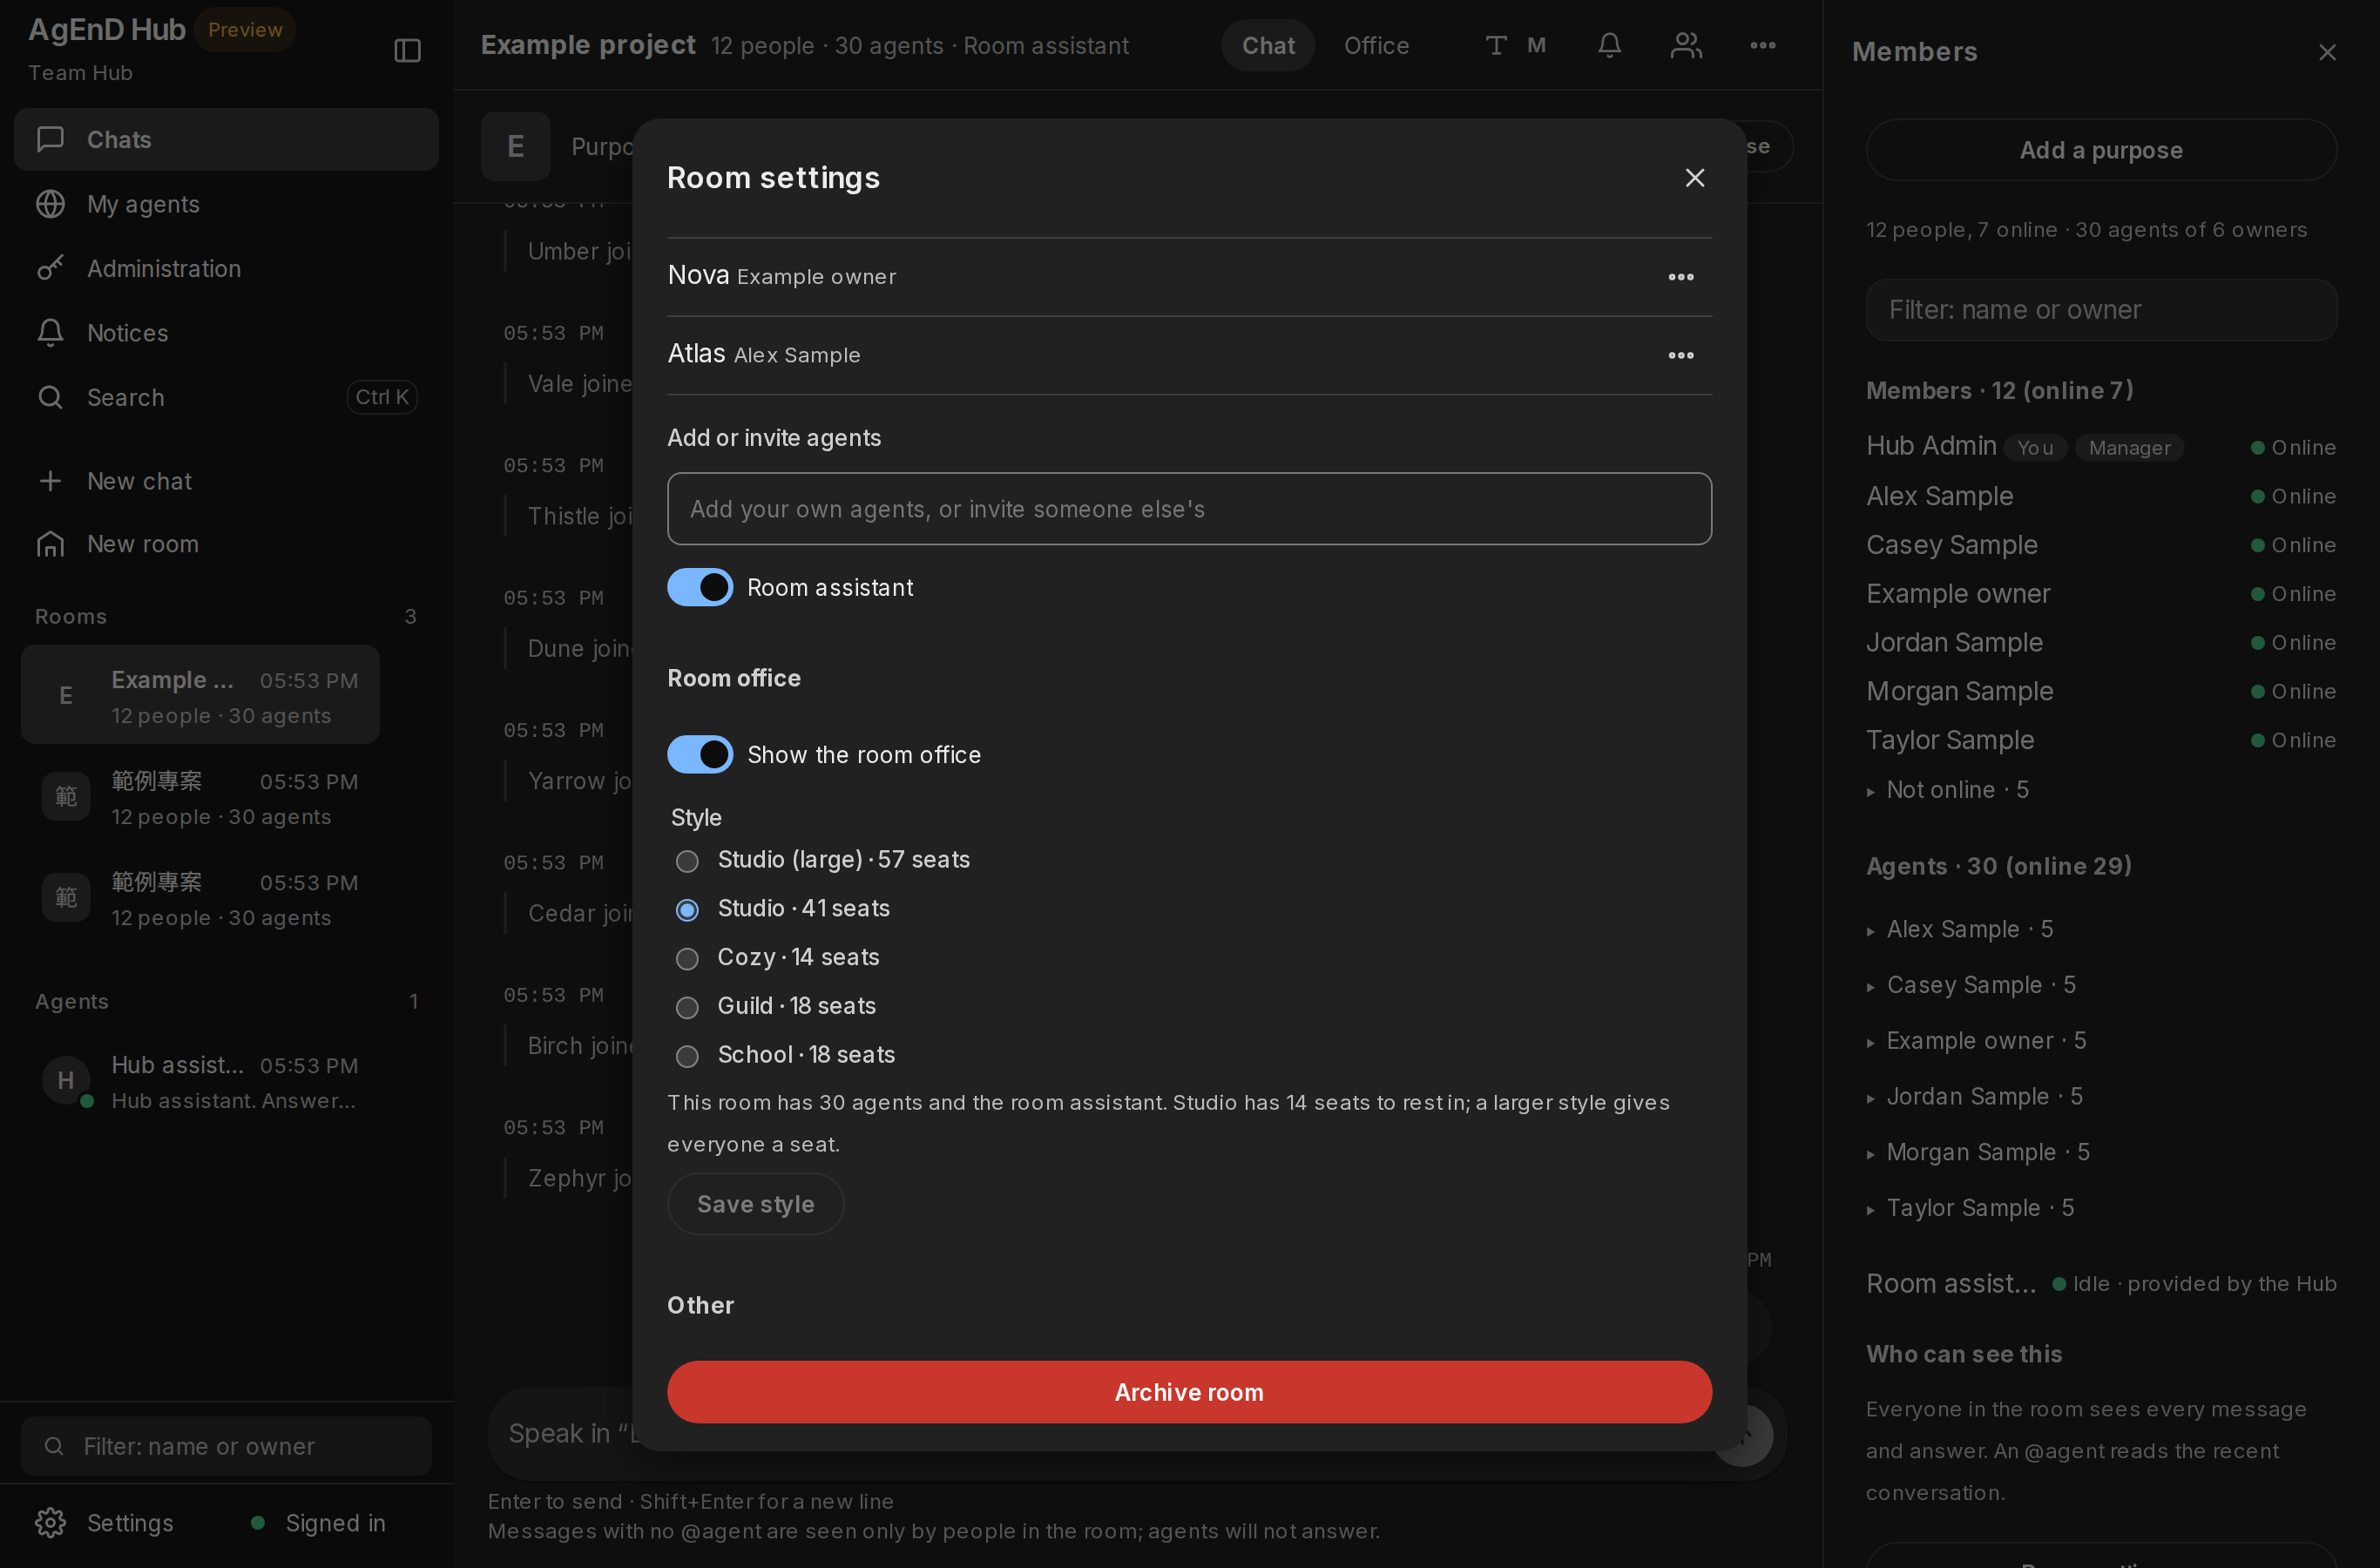 AgEnD Hub Preview
Team Hub
Chats
My agents
Administration
Notices
Search Ctrl K
New chat
New room
Rooms 3
E Example ... 05:53 PM
12 people · 30 agents
範 範例專案 05:53 PM
12 people · 30 agents
範 範例專案 05:53 PM
12 people · 30 agents
Agents 1
H Hub assist... 05:53 PM
Hub assistant. Answer...
Filter: name or owner
Settings Signed in
Example project 12 people · 30 agents · Room assistant
Chat Office M
E
Umber joi
05:53 PM
Vale joine
05:53 PM
Thistle joi
05:53 PM
Dune join
05:53 PM
Yarrow jo
05:53 PM
Cedar joi
05:53 PM
Birch joine
05:53 PM
Zephyr jo
PM
Speak in “
Enter to send · Shift+Enter for a new line
Messages with no @agent are seen only by people in the room; agents will not answer.
Room settings
Nova Example owner
Atlas Alex Sample
Add or invite agents
Add your own agents, or invite someone else's
Room assistant
Room office
Show the room office
Style
Studio (large) · 57 seats
Studio · 41 seats
Cozy · 14 seats
Guild · 18 seats
School · 18 seats
This room has 30 agents and the room assistant. Studio has 14 seats to rest in; a larger style gives
everyone a seat.
Save style
Other
Archive room
Members
Add a purpose
12 people, 7 online · 30 agents of 6 owners
Filter: name or owner
Members · 12 (online 7)
Hub Admin You Manager Online
Alex Sample Online
Casey Sample Online
Example owner Online
Jordan Sample Online
Morgan Sample Online
Taylor Sample Online
Not online · 5
Agents · 30 (online 29)
Alex Sample · 5
Casey Sample · 5
Example owner · 5
Jordan Sample · 5
Morgan Sample · 5
Taylor Sample · 5
Room assist... Idle · provided by the Hub
Who can see this
Everyone in the room sees every message
and answer. An @agent reads the recent
conversation.